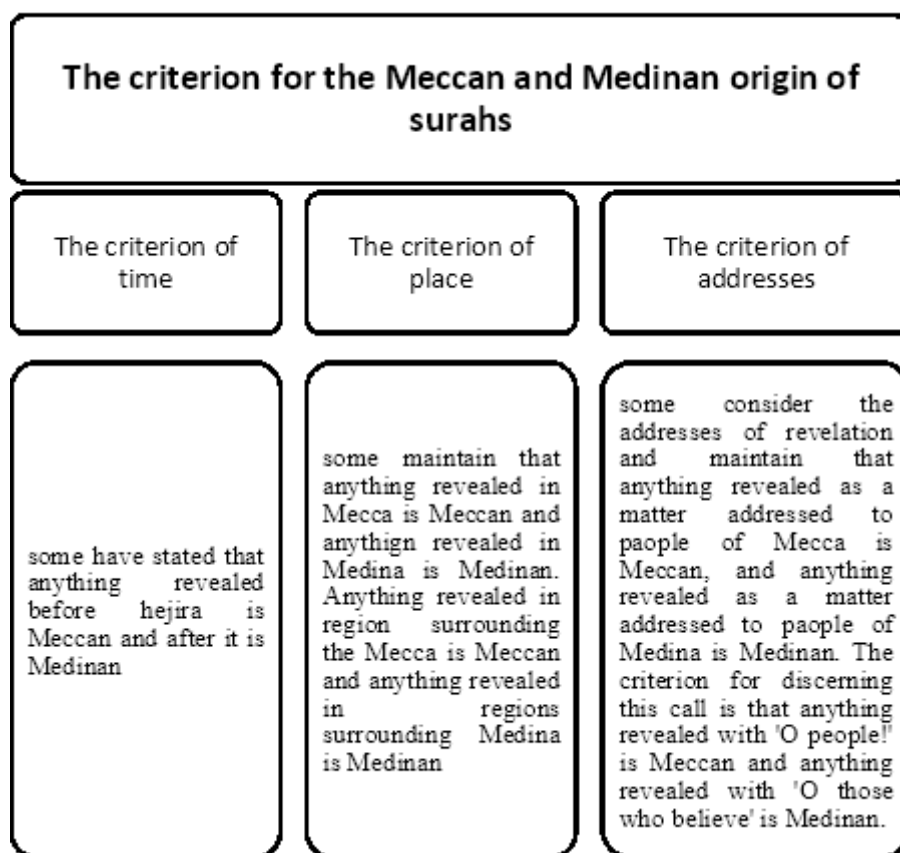 The criterion for the Meccan and Medinan origin of
surahs
The criterion of
time
The criterion of
place
The criterion of
addresses
some have stated that
anything revealed
before hejira is
Meccan and after it is
Medinan
some maintain that
anything revealed in
Mecca is Meccan and
anythign revealed in
Medina is Medinan.
Anything revealed in
region surrounding
the Mecca is Meccan
and anything revealed
in regions
surrounding Medina
is Medinan
some consider the
addresses of revelation
and maintain that
anything revealed as a
matter addressed to
paople of Mecca is
Meccan, and anything
revealed as a matter
addressed to paople of
Medina is Medinan. The
criterion for discerning
this call is that anything
revealed with 'O people!'
is Meccan and anything
revealed with 'O those
who believe' is Medinan.